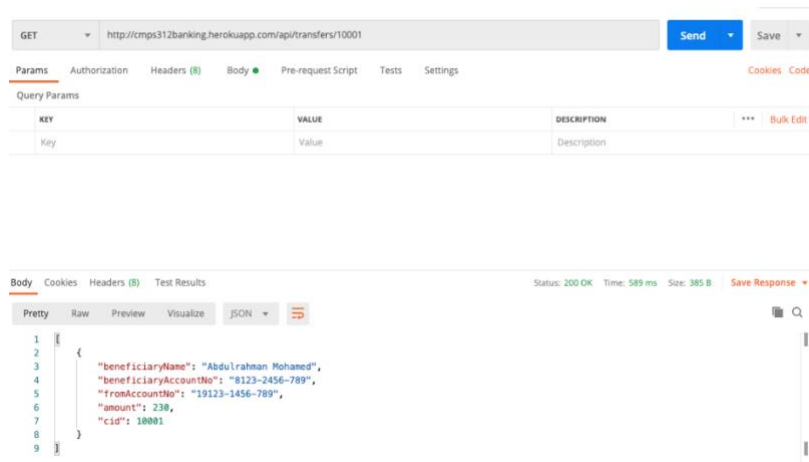 GET http://cmps312banking.herokuapp.com/api/transfers/10001 Send Save
Params Authorization Headers (8) Body Pre-request Script Tests Settings Cookies Code
Query Params
KEY VALUE DESCRIPTION ••• Bulk Edit
Key Value Description
Body Cookies Headers (8) Test Results Status: 200 OK Time: 589 ms Size: 385 B Save Response
Pretty Raw Preview Visualize JSON
1 [
2 {
3 "beneficiaryName": "Abdulrahman Mohamed",
4 "beneficiaryAccountNo": "8123-2456-789",
5 "fromAccountNo": "19123-1456-789",
6 "amount": 230,
7 "cid": 10001
8 }
9 ]